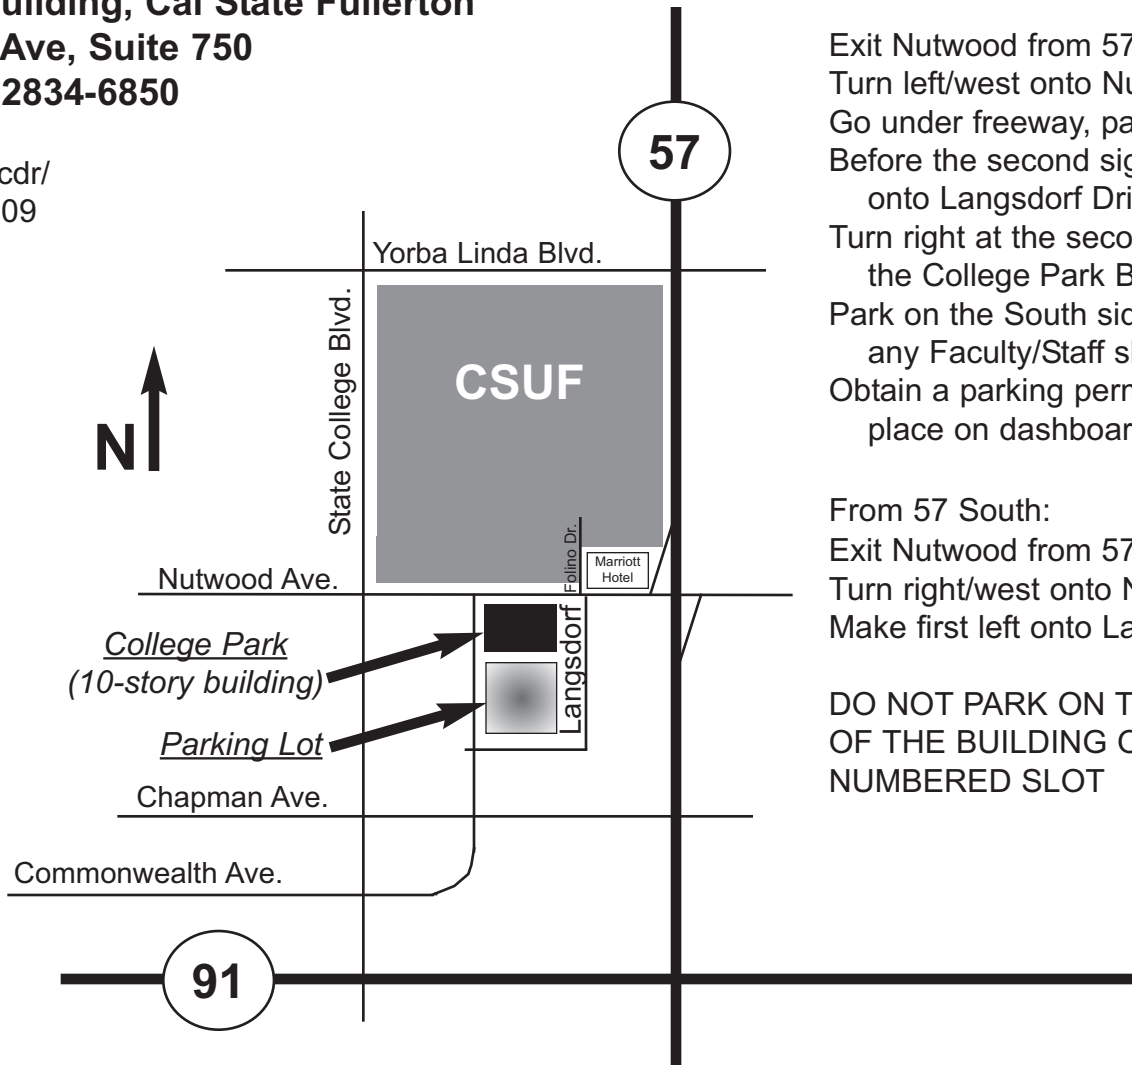 uilding, Cal State Fullerton
Ave, Suite 750
2834-6850
cdr/
09
57
Yorba Linda Blvd.
State College Blvd.
CSUF
N
Folino Dr.
Marriott
Hotel
Nutwood Ave.
College Park
(10-story building)
Langsdorf
Parking Lot
Chapman Ave.
Commonwealth Ave.
91
Exit Nutwood from 57
Turn left/west onto Nu
Go under freeway, pa
Before the second sig
onto Langsdorf Dri
Turn right at the seco
the College Park B
Park on the South sid
any Faculty/Staff sl
Obtain a parking perm
place on dashboar
From 57 South:
Exit Nutwood from 57
Turn right/west onto N
Make first left onto La
DO NOT PARK ON T
OF THE BUILDING O
NUMBERED SLOT